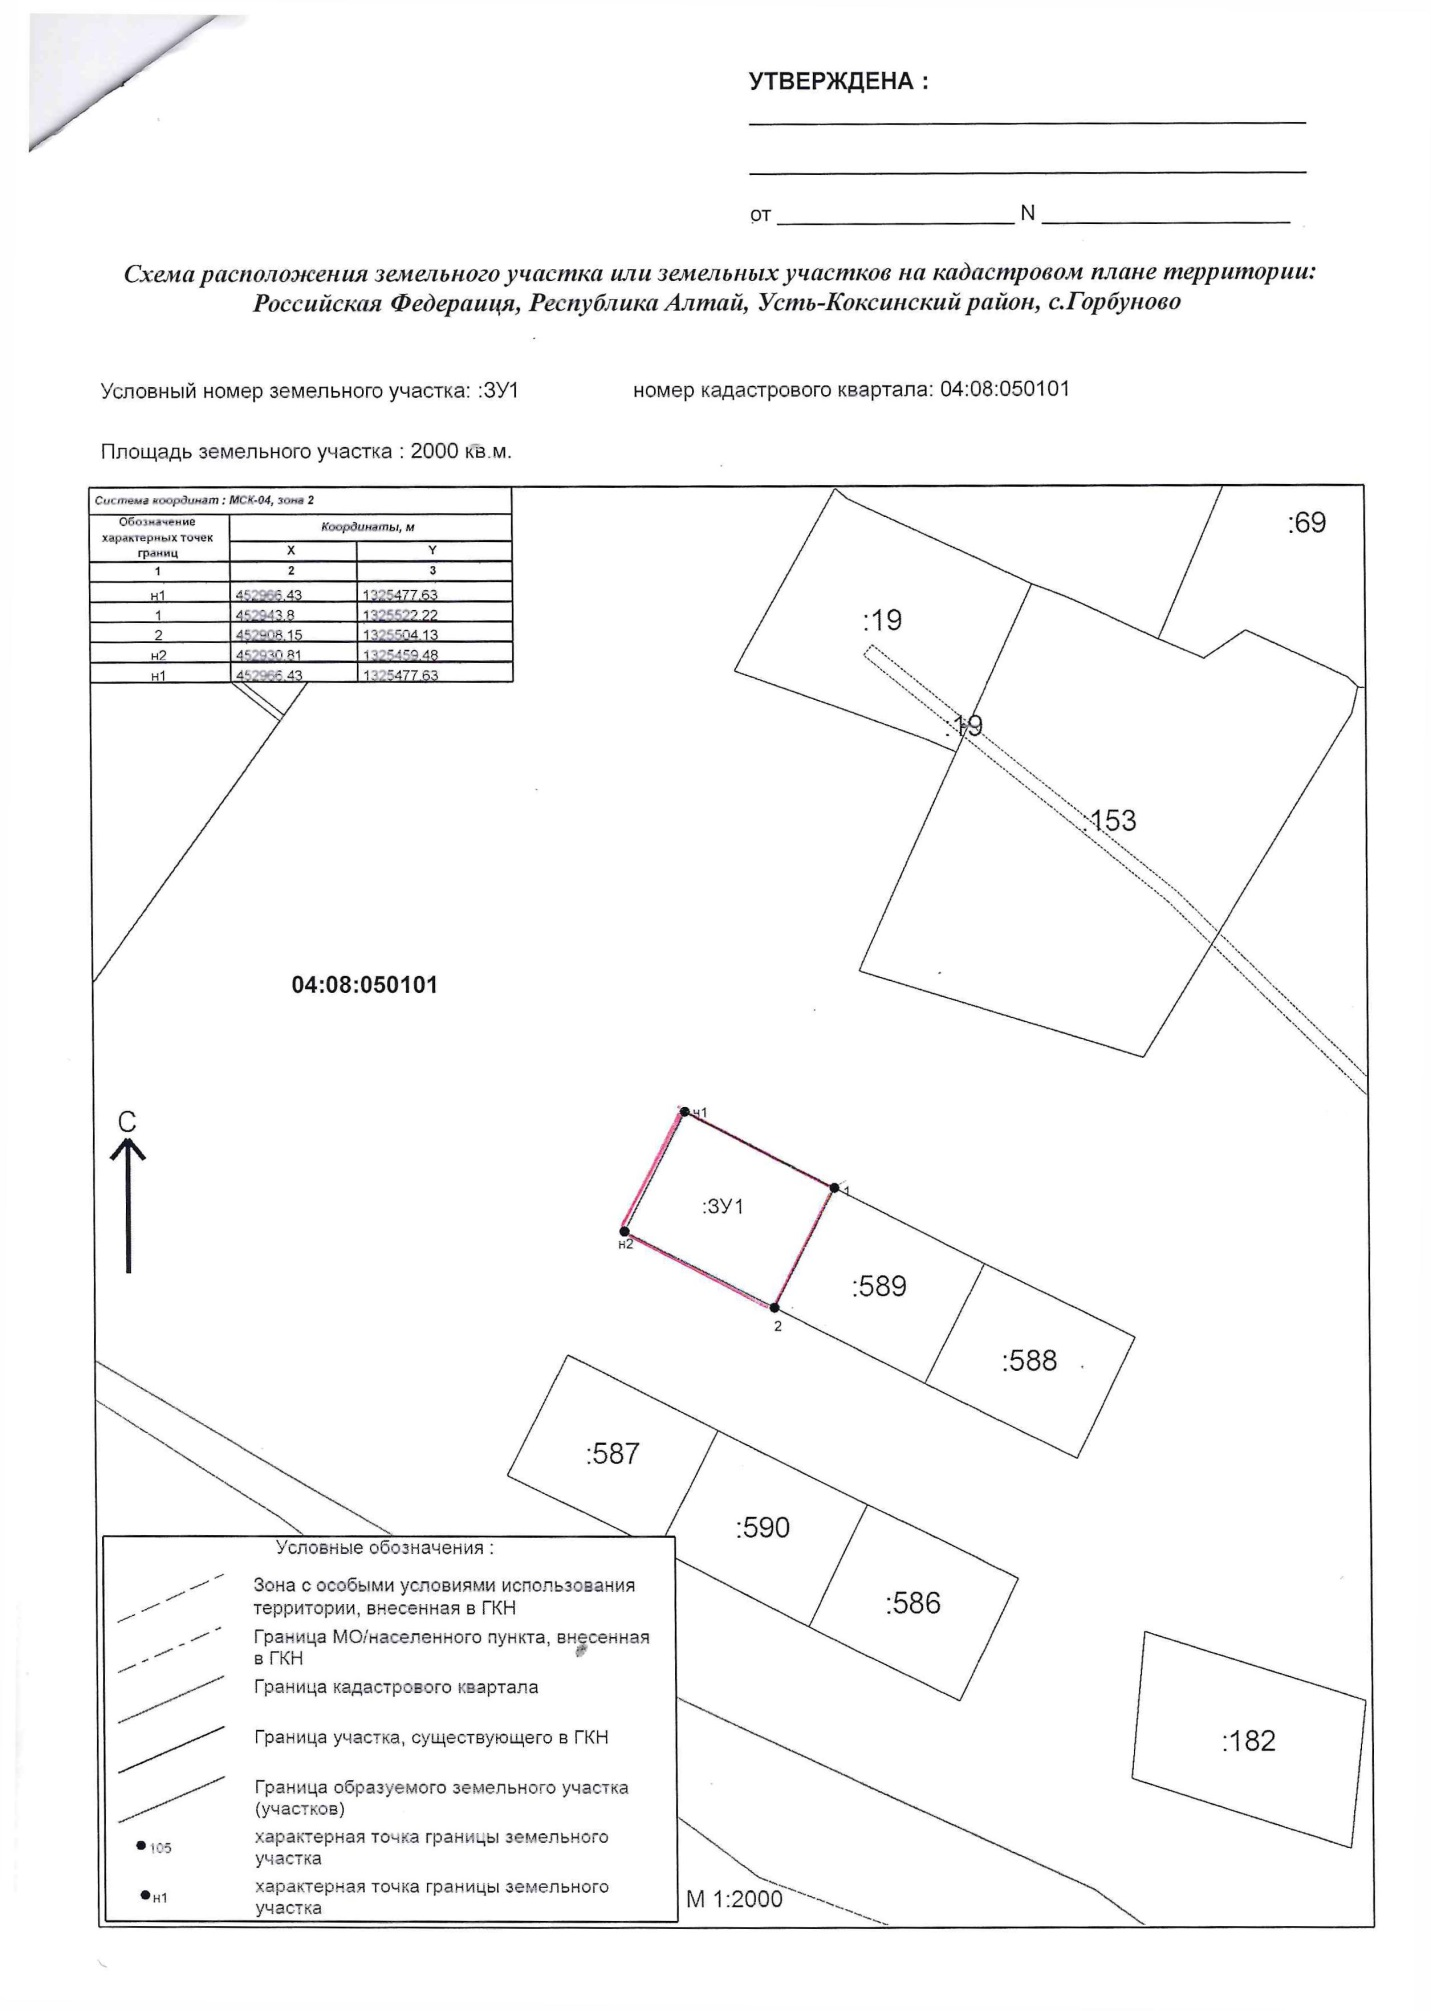 УТВЕРЖДЕНА :
от ____________________ N _____________________
Схема расположения земельного участка или земельных участков на кадастровом плане территории:
Российская Федераиця, Республика Алтай, Усть-Коксинский район, с.Горбуново
Условный номер земельного участка: :ЗУ1 номер кадастрового квартала: 04:08:050101
Площадь земельного участка : 2000 кв.м.
Система координат : МСК-04, зона 2
Обозначение характерных точек границ Координаты, м
X Y
1 2 3
н1 452966.43 1325477.63
1 452943.8 1325522.22
2 452908.15 1325504.13
н2 452930.81 1325459.48
н1 452966.43 1325477.63
:69
:19
:19
:153
04:08:050101
С
н1
1
:ЗУ1
н2
2
:589
:588
:587
:590
:586
:182
Условные обозначения :
Зона с особыми условиями использования
территории, внесенная в ГКН
Граница МО/населенного пункта, внесенная
в ГКН
Граница кадастрового квартала
Граница участка, существующего в ГКН
Граница образуемого земельного участка
(участков)
105 характерная точка границы земельного
участка
н1 характерная точка границы земельного
участка
М 1:2000